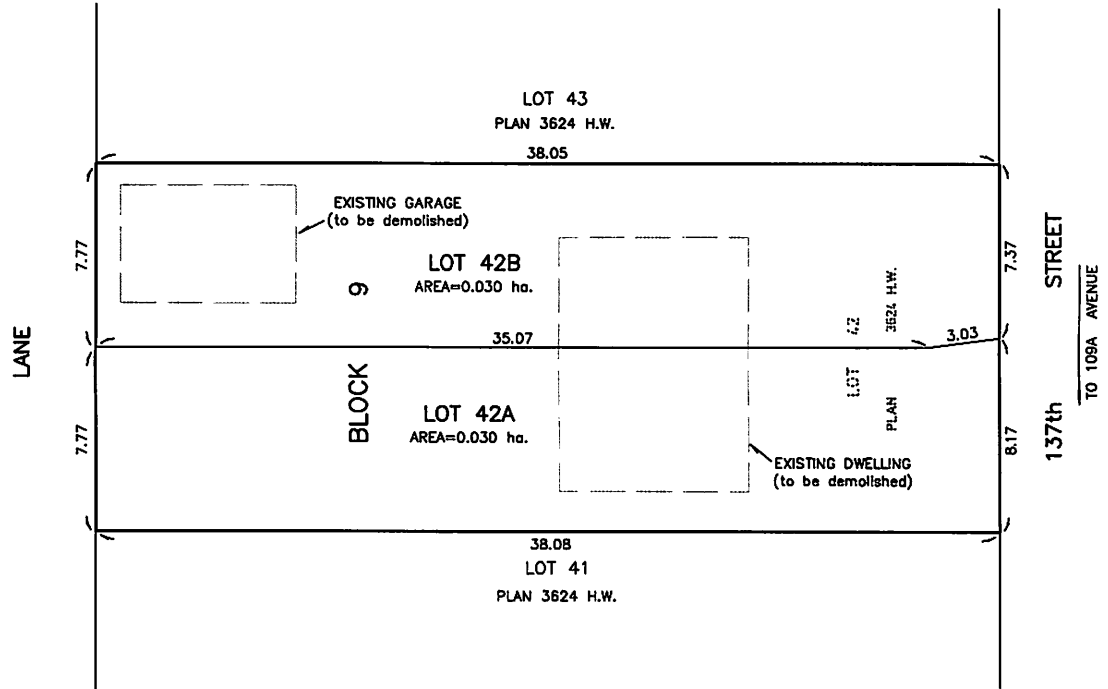 LOT 43
PLAN 3624 H.W.
38.05
EXISTING GARAGE
(to be demolished)
7.77
LOT 42B
AREA=0.030 ha.
7.37
35.07
3.03
LANE
BLOCK 9
LOT 42
PLAN 3624 H.W.
137th STREET
TO 109A AVENUE
7.77
LOT 42A
AREA=0.030 ha.
8.17
EXISTING DWELLING
(to be demolished)
38.08
LOT 41
PLAN 3624 H.W.